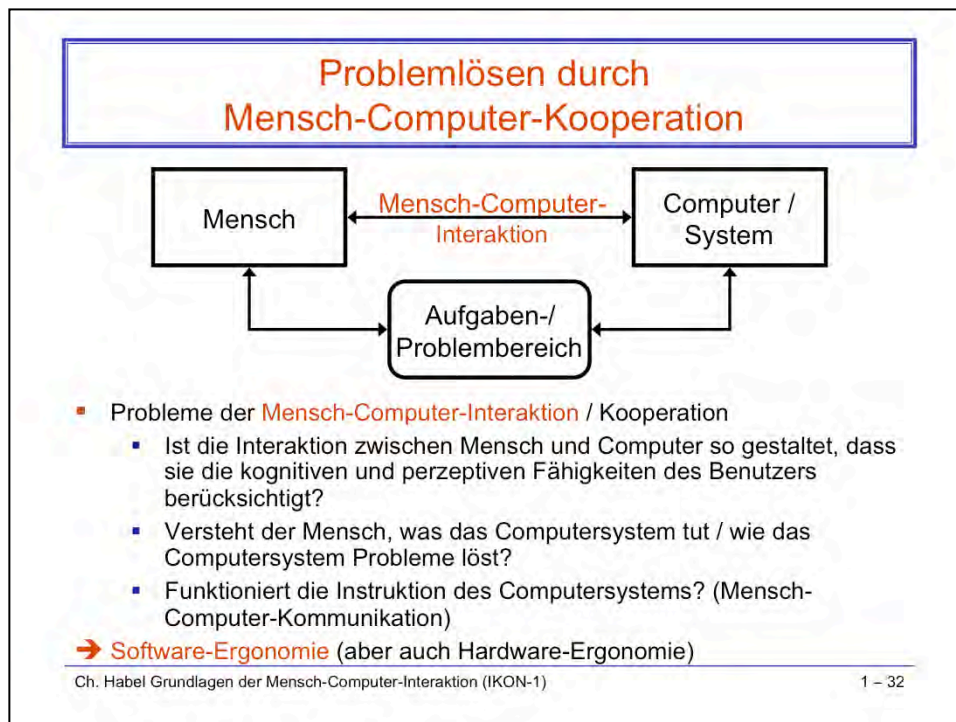 Problemlösen durch
Mensch-Computer-Kooperation
Mensch
Mensch-Computer-
Interaktion
Computer /
System
Aufgaben-/
Problembereich
Probleme der Mensch-Computer-Interaktion / Kooperation
Ist die Interaktion zwischen Mensch und Computer so gestaltet, dass
sie die kognitiven und perzeptiven Fähigkeiten des Benutzers
berücksichtigt?
Versteht der Mensch, was das Computersystem tut / wie das
Computersystem Probleme löst?
Funktioniert die Instruktion des Computersystems? (Mensch-
Computer-Kommunikation)
➔ Software-Ergonomie (aber auch Hardware-Ergonomie)
Ch. Habel Grundlagen der Mensch-Computer-Interaktion (IKON-1) 1 – 32